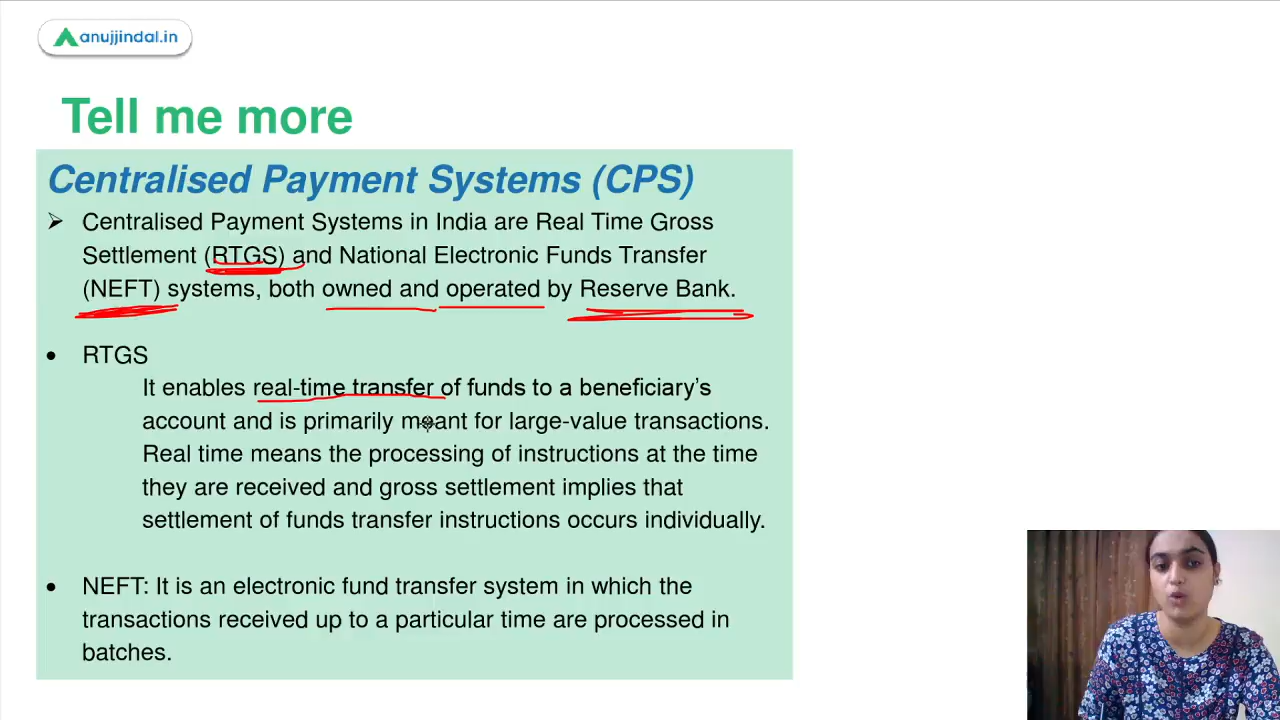 anujjindal.in
Tell me more
Centralised Payment Systems (CPS)
➢ Centralised Payment Systems in India are Real Time Gross
Settlement (RTGS) and National Electronic Funds Transfer
(NEFT) systems, both owned and operated by Reserve Bank.
• RTGS
It enables real-time transfer of funds to a beneficiary’s
account and is primarily meant for large-value transactions.
Real time means the processing of instructions at the time
they are received and gross settlement implies that
settlement of funds transfer instructions occurs individually.
• NEFT: It is an electronic fund transfer system in which the
transactions received up to a particular time are processed in
batches.